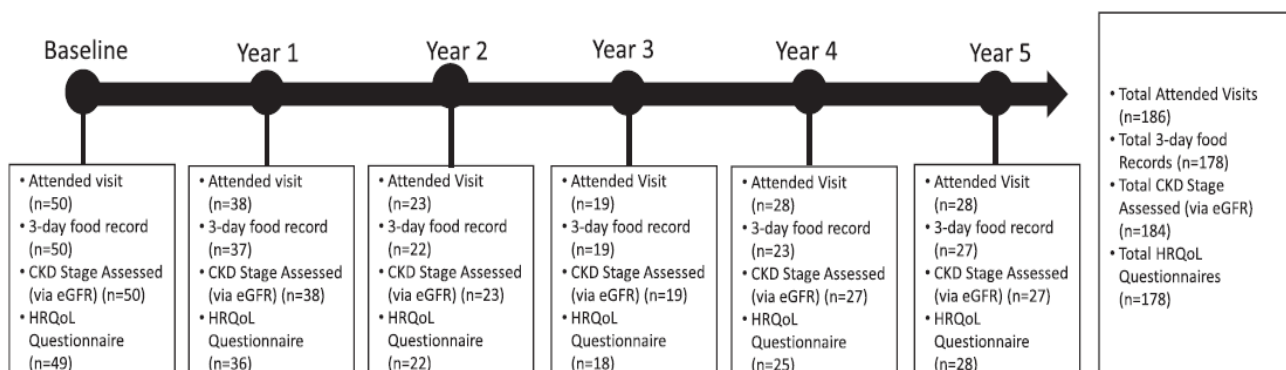 Baseline
Year 1
Year 2
Year 3
Year 4
Year 5
• Attended visit
(n=50)
• 3-day food record
(n=50)
• CKD Stage Assessed
(via eGFR) (n=50)
• HRQoL
Questionnaire
(n=49)
• Attended visit
(n=38)
• 3-day food record
(n=37)
• CKD Stage Assessed
(via eGFR) (n=38)
• HRQoL
Questionnaire
(n=36)
• Attended Visit
(n=23)
• 3-day food record
(n=22)
• CKD Stage Assessed
(via eGFR) (n=23)
• HRQoL
Questionnaire
(n=22)
• Attended Visit
(n=19)
• 3-day food record
(n=19)
• CKD Stage Assessed
(via eGFR) (n=19)
• HRQoL
Questionnaire
(n=18)
• Attended Visit
(n=28)
• 3-day food record
(n=23)
• CKD Stage Assessed
(via eGFR) (n=27)
• HRQoL
Questionnaire
(n=25)
• Attended Visit
(n=28)
• 3-day food record
(n=27)
• CKD Stage Assessed
(via eGFR) (n=27)
• HRQoL
Questionnaire
(n=28)
• Total Attended Visits
(n=186)
• Total 3-day food
Records (n=178)
• Total CKD Stage
Assessed (via eGFR)
(n=184)
• Total HRQoL
Questionnaires
(n=178)